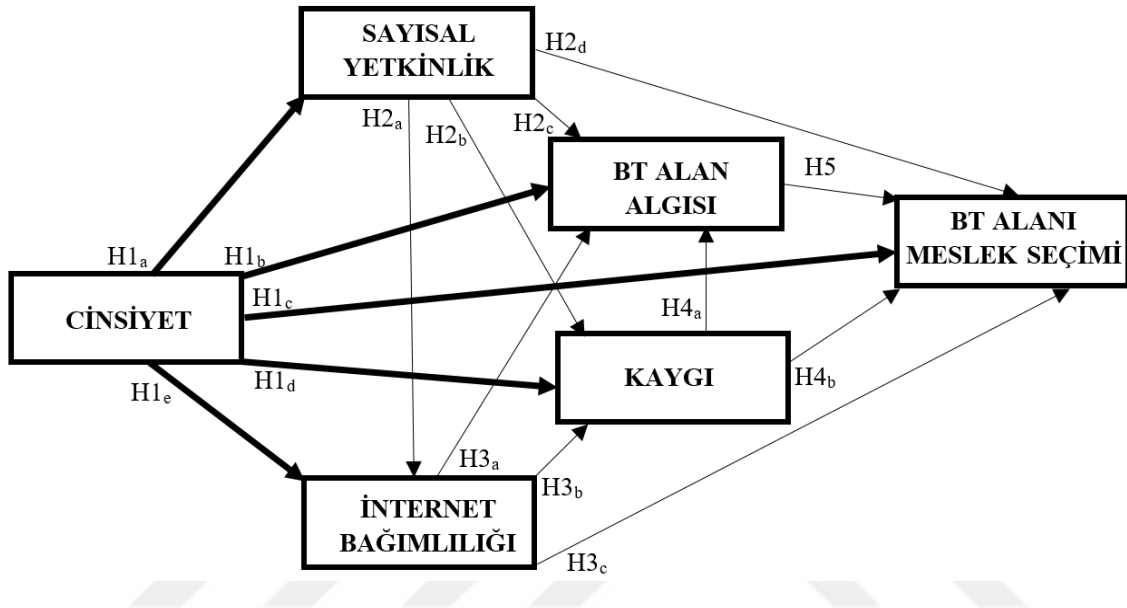 SAYISAL
YETKİNLİK
H2d
H2a
H2b
H2c
BT ALAN
ALGISI
H5
BT ALANI
MESLEK SEÇİMİ
H1a
H1b
H1c
CİNSİYET
H4a
KAYGI
H1d
H1e
H4b
H3a
H3b
İNTERNET
BAĞIMLILIĞI
H3c